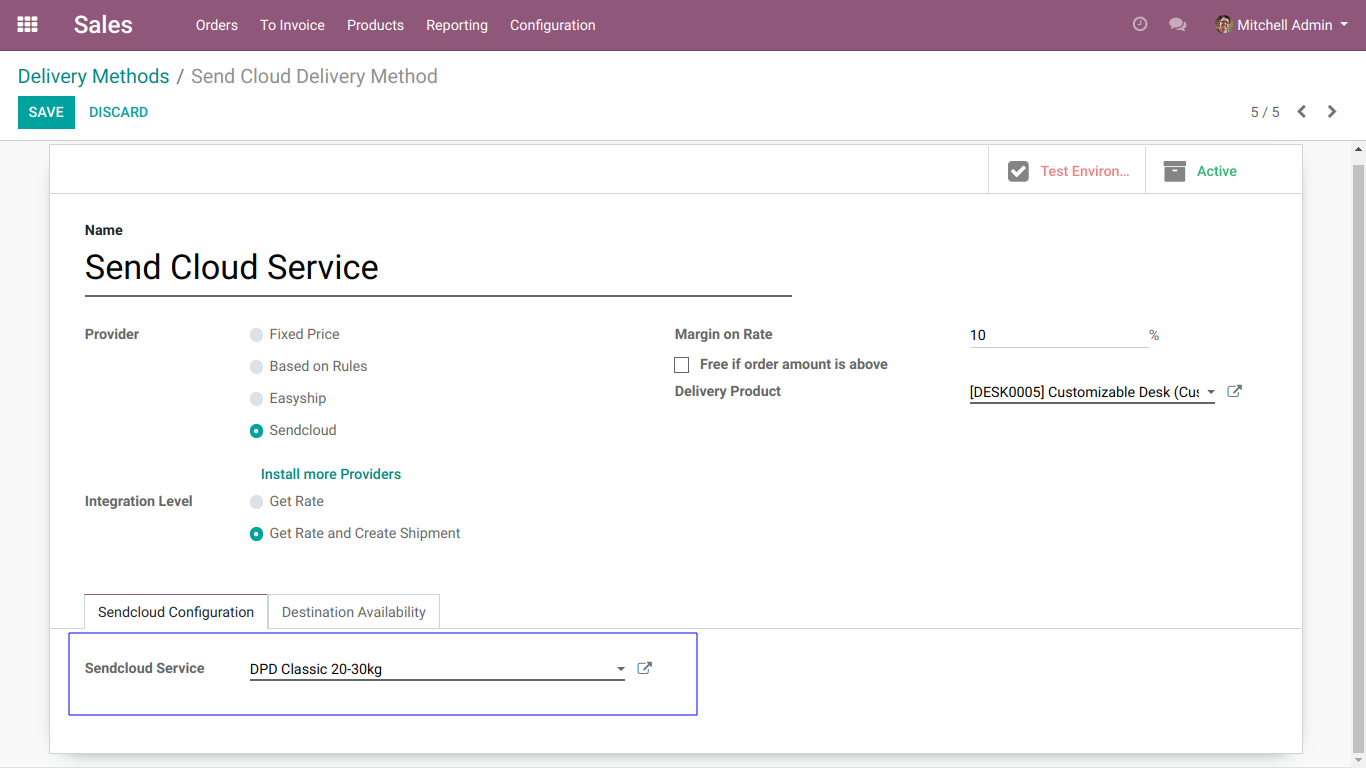 Sales Orders To Invoice Products Reporting Configuration Mitchell Admin
Delivery Methods / Send Cloud Delivery Method
SAVE DISCARD 5 / 5
Test Environ... Active
Name
Send Cloud Service
Provider Fixed Price Margin on Rate 10 %
Based on Rules Free if order amount is above
Easyship Delivery Product [DESK0005] Customizable Desk (Cus
Sendcloud
Install more Providers
Integration Level Get Rate
Get Rate and Create Shipment
Sendcloud Configuration Destination Availability
Sendcloud Service DPD Classic 20-30kg